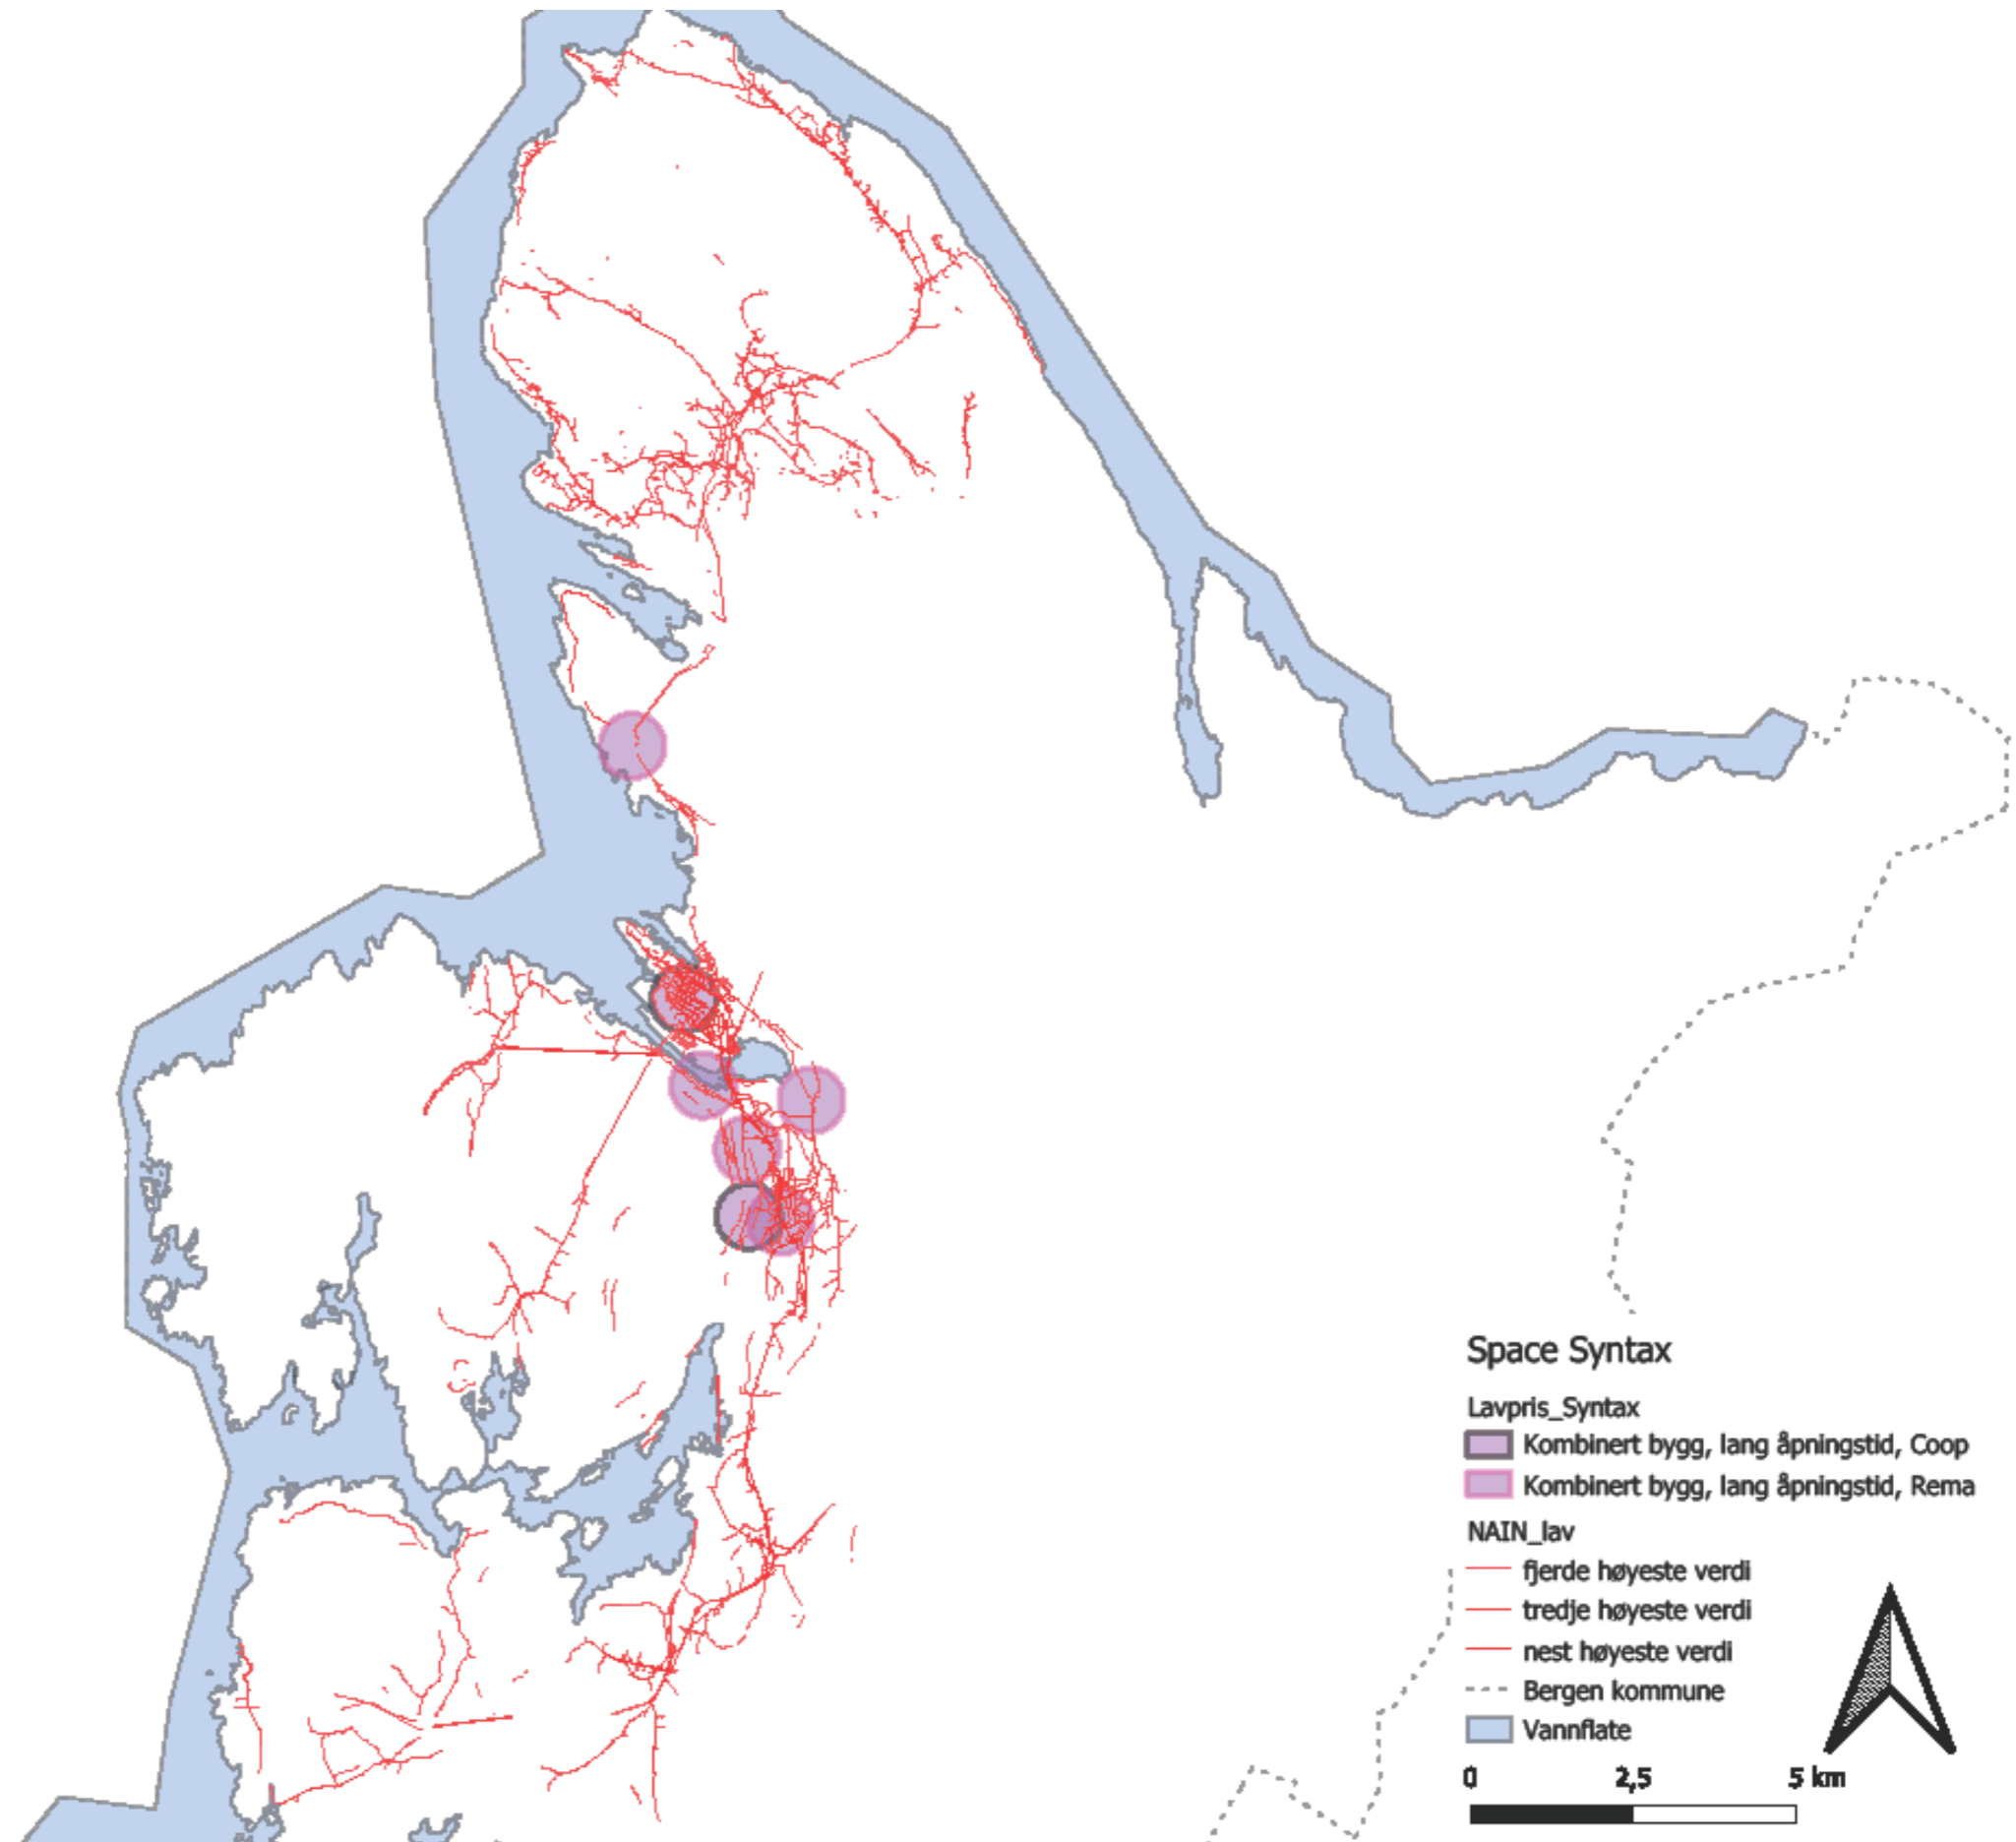 Space Syntax
Lavpris_Syntax
Kombinert bygg, lang åpningstid, Coop
Kombinert bygg, lang åpningstid, Rema
NAIN_lav
fjerde høyeste verdi
tredje høyeste verdi
nest høyeste verdi
Bergen kommune
Vannflate
0 2,5 5 km